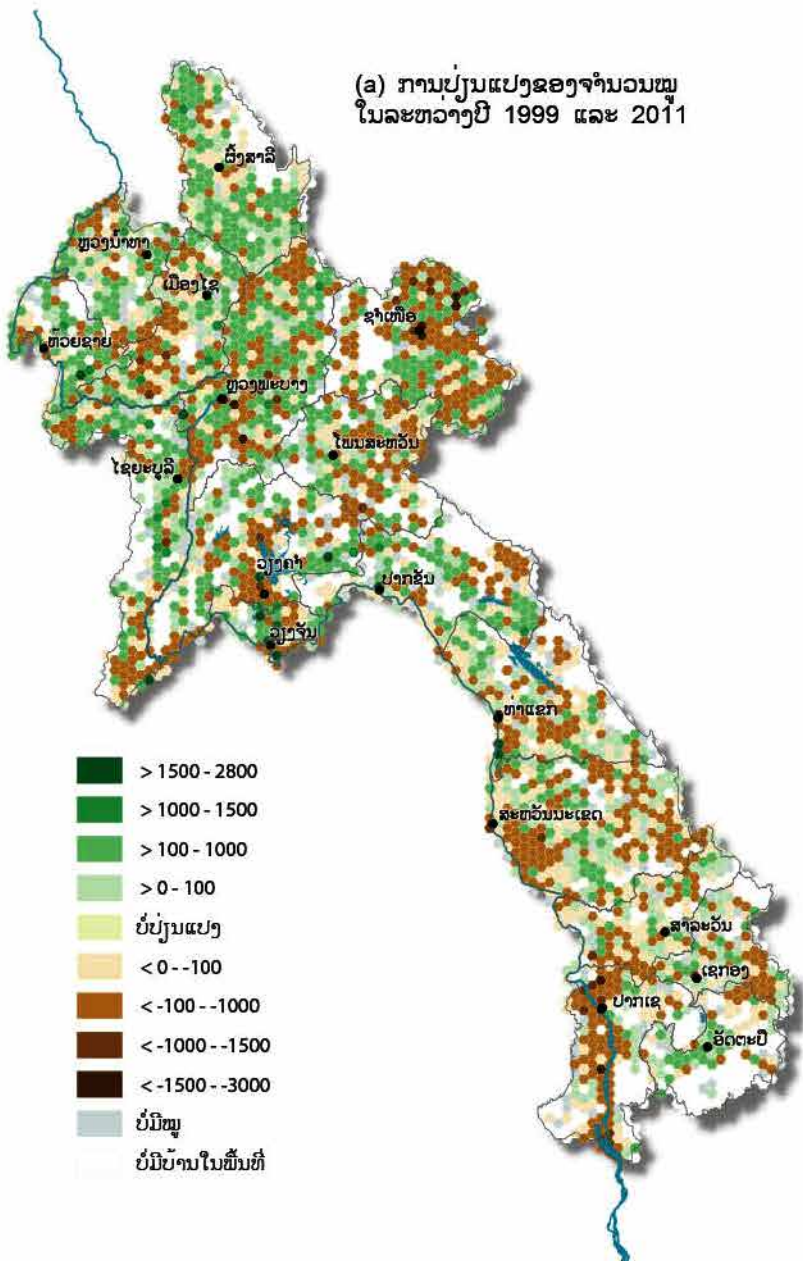 (a) ການປ່ຽນແປງຂອງຈຳນວນໝູ
ໃນລະຫວ່າງປີ 1999 ແລະ 2011
ຜົ້ງສາລີ
ຫຼວງນ້ຳທາ
ເມືອງໄຊ
ຊຳເໜືອ
ຫ້ວຍຊາຍ
ຫຼວງພະບາງ
ໂພນສະຫວັນ
ໄຊຍະບູລີ
ວຽງຄຳ
ປາກຊັນ
ວຽງຈັນ
ທ່າແຂກ
ສະຫວັນນະເຂດ
ສາລະວັນ
ເຊກອງ
ປາກເຊ
ອັດຕະປື
> 1500 - 2800
> 1000 - 1500
> 100 - 1000
> 0 - 100
ບໍ່ປ່ຽນແປງ
< 0 - -100
< -100 - -1000
< -1000 - -1500
< -1500 - -3000
ບໍ່ມີໝູ
ບໍ່ມີບ້ານໃນພື້ນທີ່